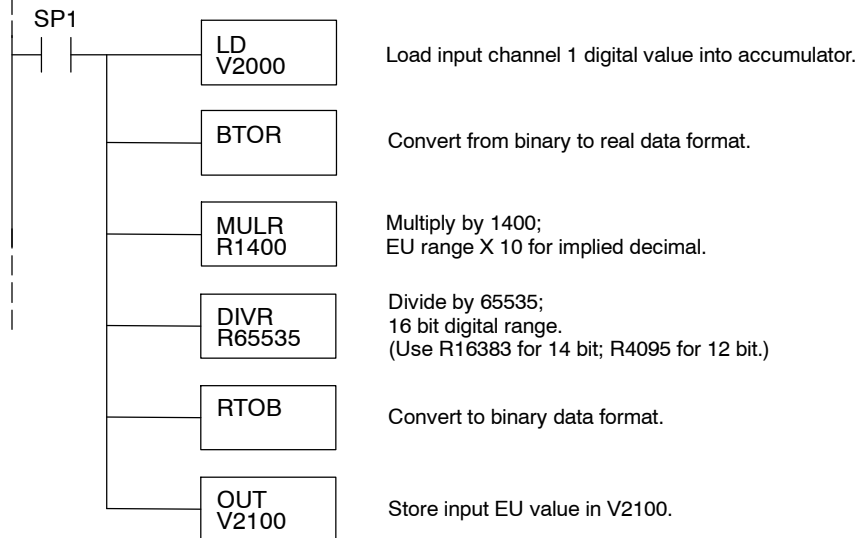 SP1
LD
V2000
Load input channel 1 digital value into accumulator.
BTOR
Convert from binary to real data format.
MULR
R1400
Multiply by 1400;
EU range X 10 for implied decimal.
DIVR
R65535
Divide by 65535;
16 bit digital range.
(Use R16383 for 14 bit; R4095 for 12 bit.)
RTOB
Convert to binary data format.
OUT
V2100
Store input EU value in V2100.